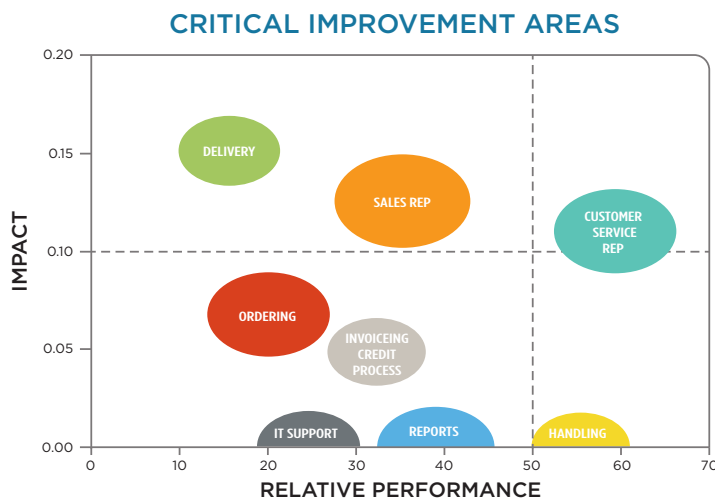 CRITICAL IMPROVEMENT AREAS
0.20
0.15
0.10
0.05
0.00
IMPACT
DELIVERY
SALES REP
CUSTOMER
SERVICE
REP
ORDERING
INVOICEING
CREDIT
PROCESS
IT SUPPORT
REPORTS
HANDLING
0 10 20 30 40 50 60 70
RELATIVE PERFORMANCE